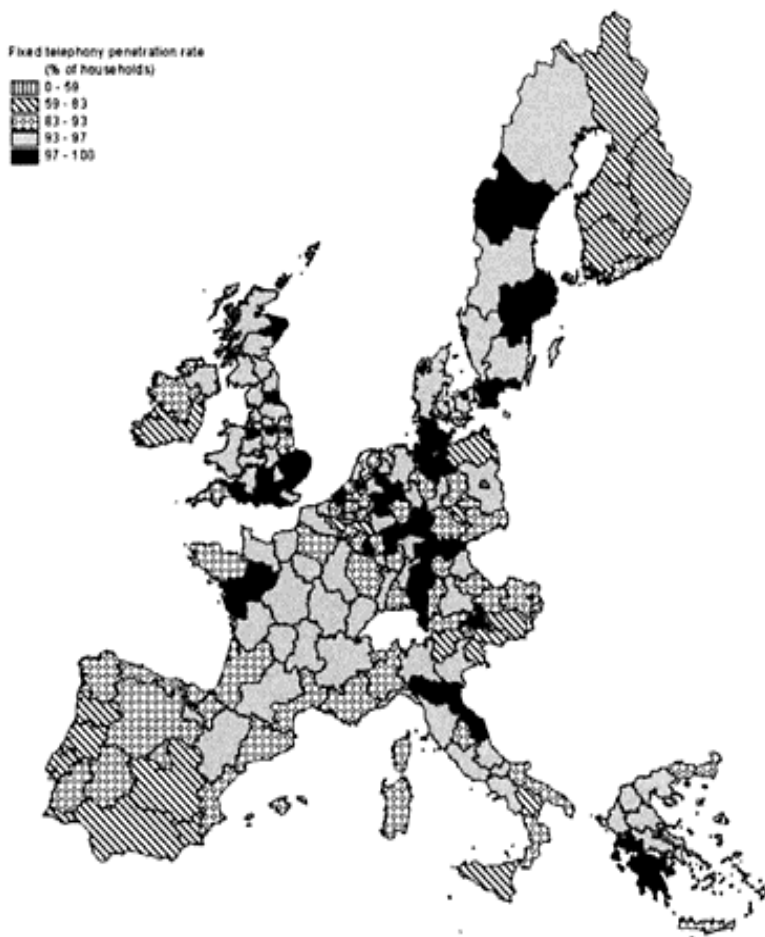 Fixed telephony penetration rate
(% of households)
0 - 59
59 - 83
83 - 93
93 - 97
97 - 100